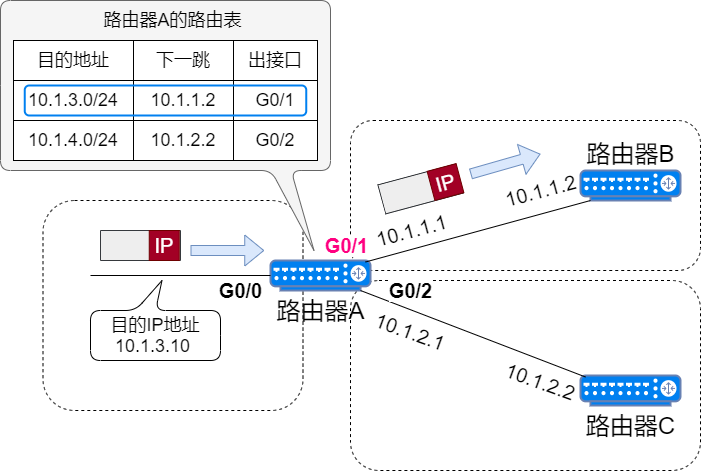 路由器A的路由表
目的地址 下一跳 出接口
10.1.3.0/24 10.1.1.2 G0/1
10.1.4.0/24 10.1.2.2 G0/2
路由器B
IP
10.1.1.2
10.1.1.1
IP
G0/1
G0/0
G0/2
路由器A
目的IP地址
10.1.3.10
10.1.2.1
10.1.2.2
路由器C